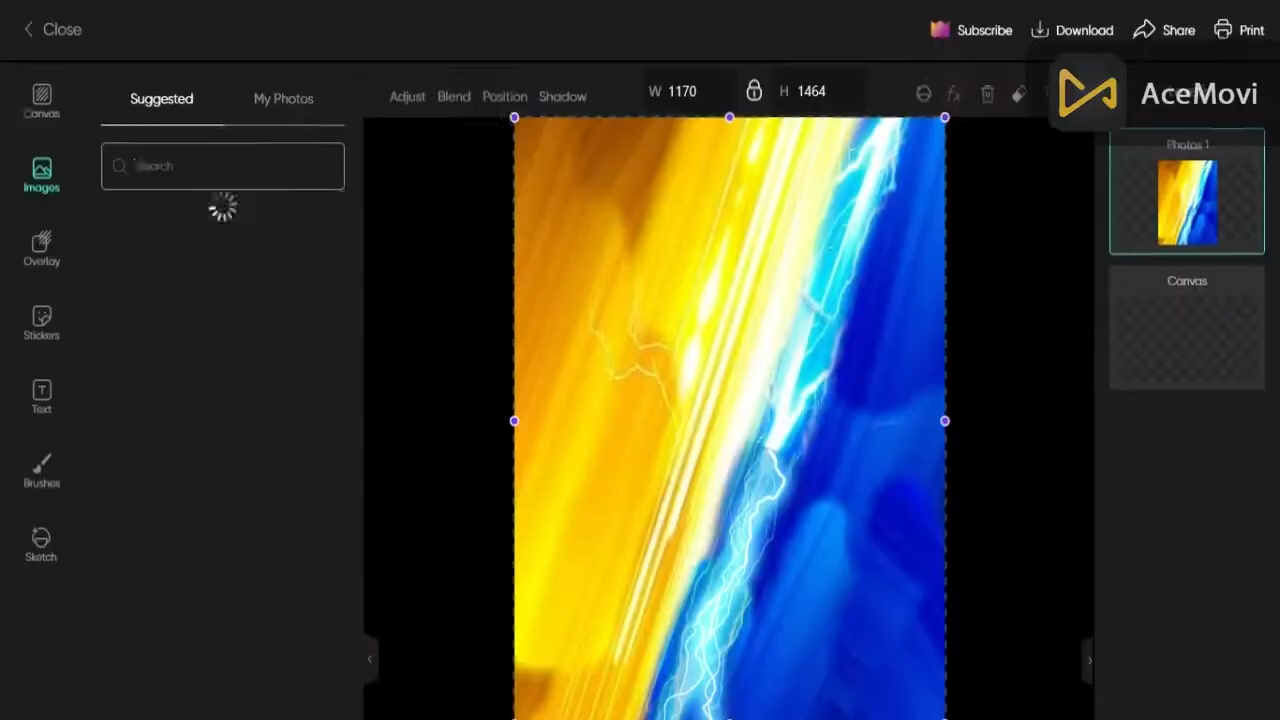 Close
Subscribe
Download
Share
Print
AceMovi
Canvas
Images
Overlay
Stickers
Text
Brushes
Sketch
Suggested
My Photos
Search
Adjust Blend Position Shadow
W 1170
H 1464
fx
Photos 1
Canvas